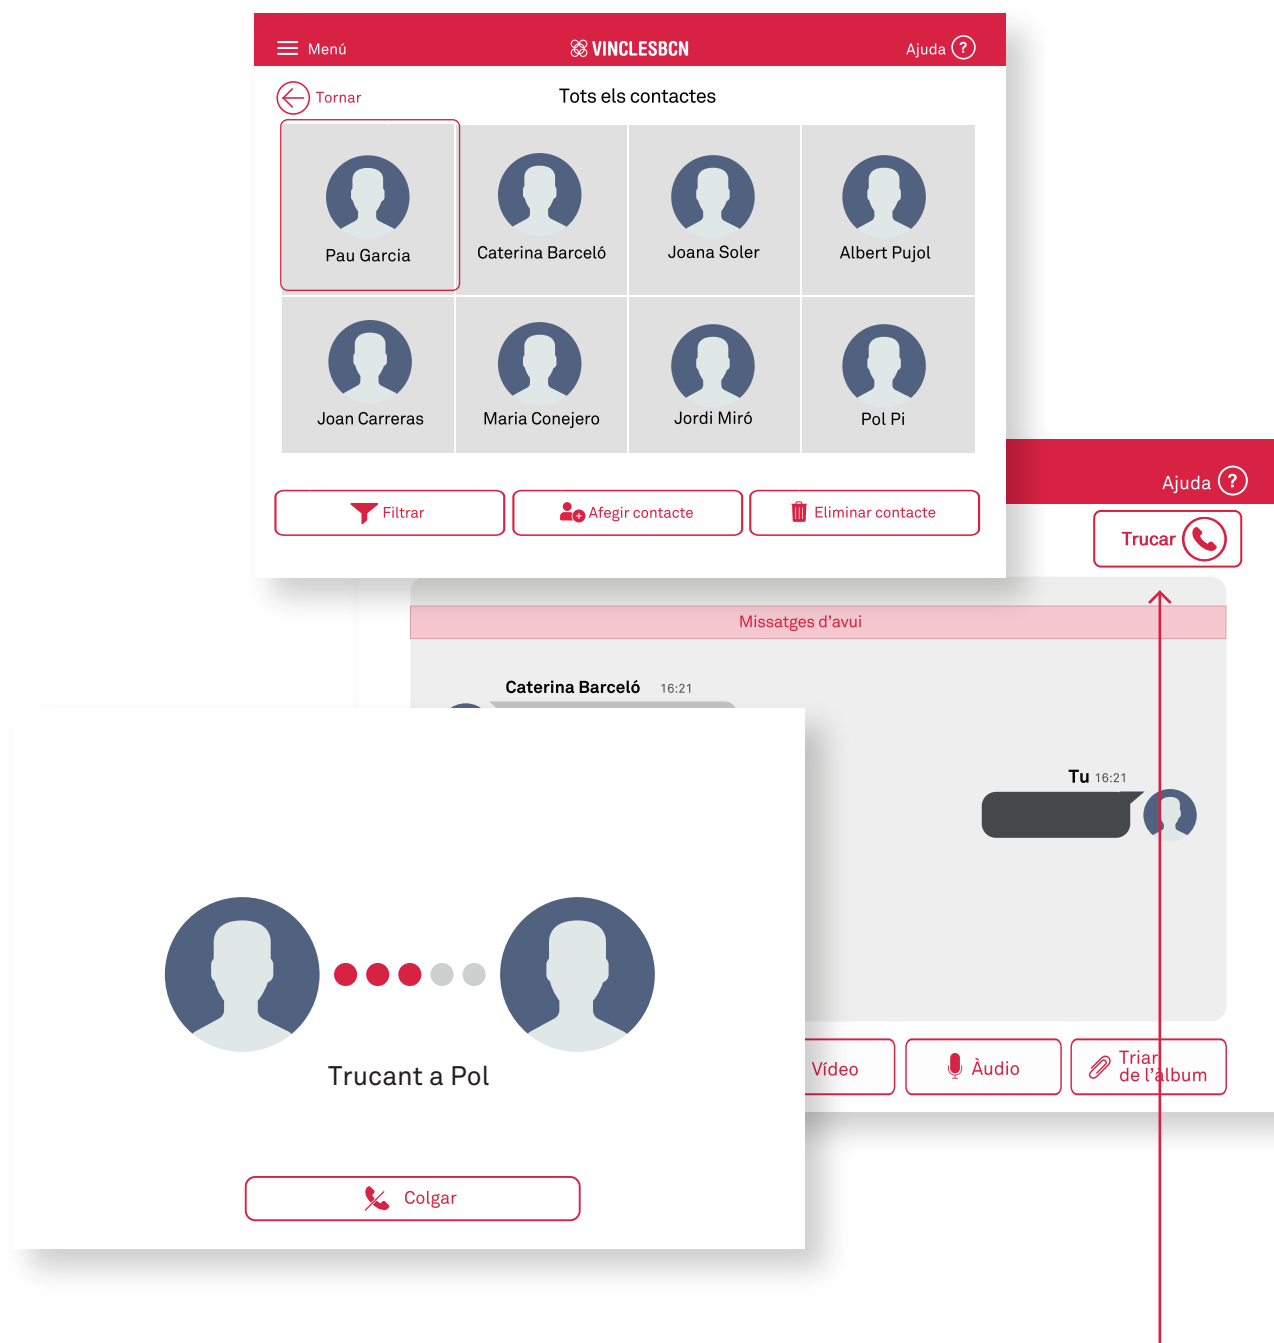 Menú
VINCLESBCN
Ajuda ?
Tornar
Tots els contactes
Pau Garcia
Caterina Barceló
Joana Soler
Albert Pujol
Joan Carreras
Maria Conejero
Jordi Miró
Pol Pi
Filtrar
Afegir contacte
Eliminar contacte
Ajuda ?
Trucar
Missatges d'avui
Caterina Barceló 16:21
Tu 16:21
Vídeo
Àudio
Triar
de l'àlbum
Trucant a Pol
Colgar